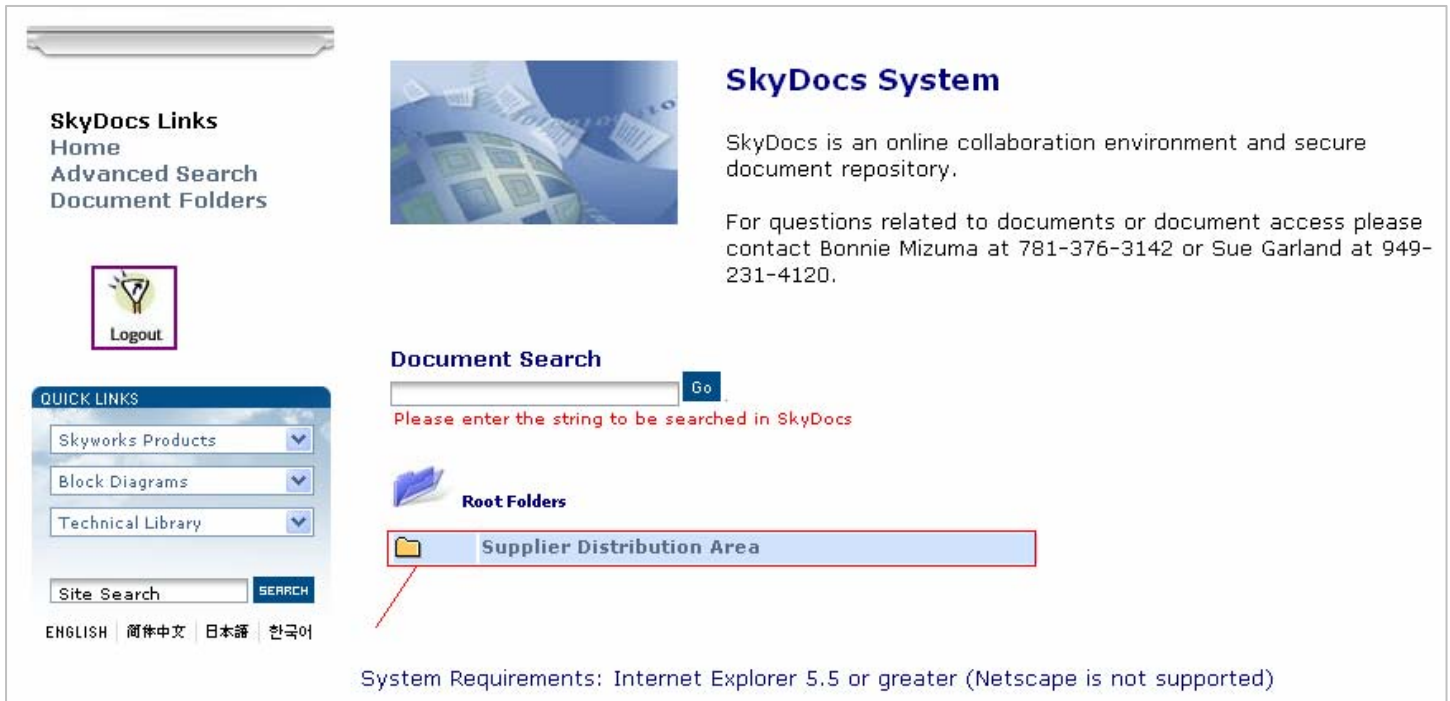 SkyDocs Links
Home
Advanced Search
Document Folders
Logout
QUICK LINKS
Skyworks Products
Block Diagrams
Technical Library
Site Search
SEARCH
ENGLISH 简体中文 日本語 한국어
SkyDocs System
SkyDocs is an online collaboration environment and secure
document repository.
For questions related to documents or document access please
contact Bonnie Mizuma at 781-376-3142 or Sue Garland at 949-
231-4120.
Document Search
Go
Please enter the string to be searched in SkyDocs
Root Folders
Supplier Distribution Area
System Requirements: Internet Explorer 5.5 or greater (Netscape is not supported)